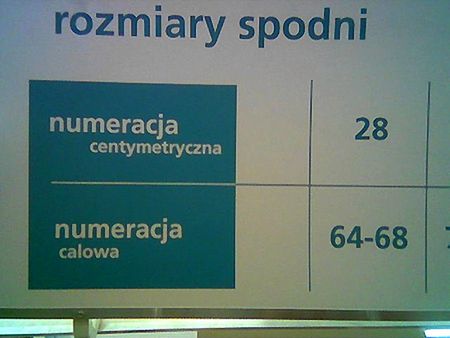 rozmiary spodni
numeracja
centymetryczna
28
numeracja
calowa
64-68